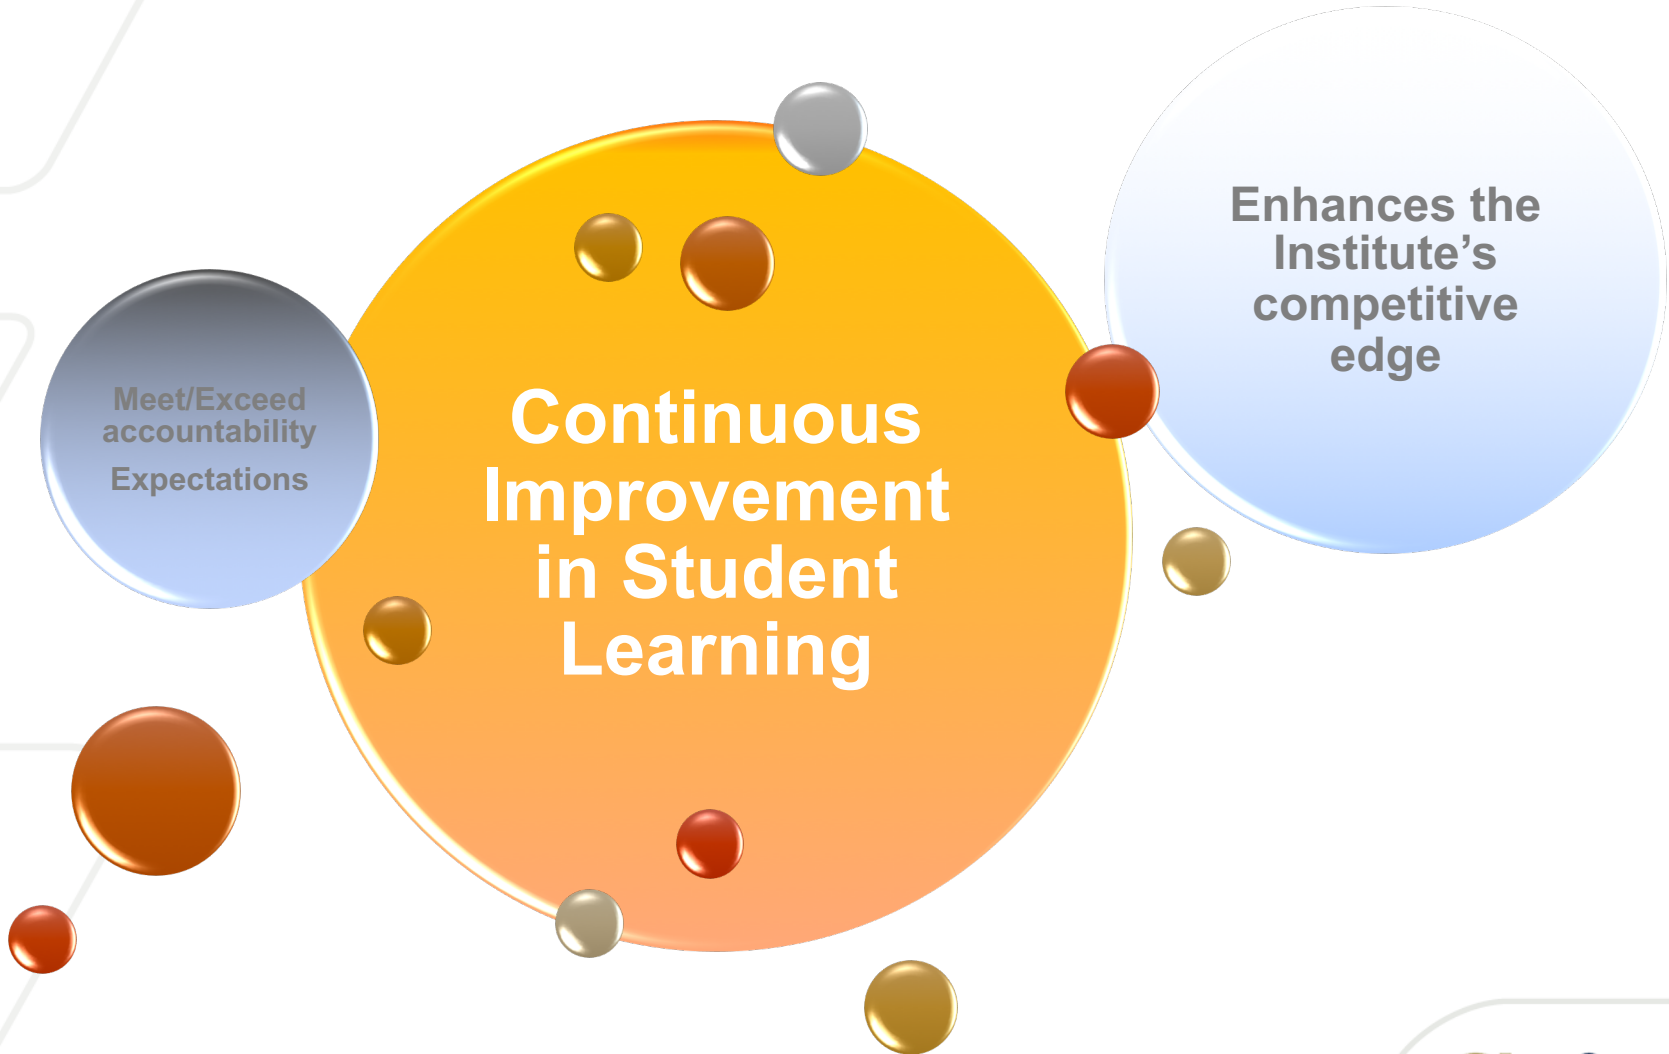 Meet/Exceed
accountability
Expectations
Continuous
Improvement
in Student
Learning
Enhances the
Institute’s
competitive
edge